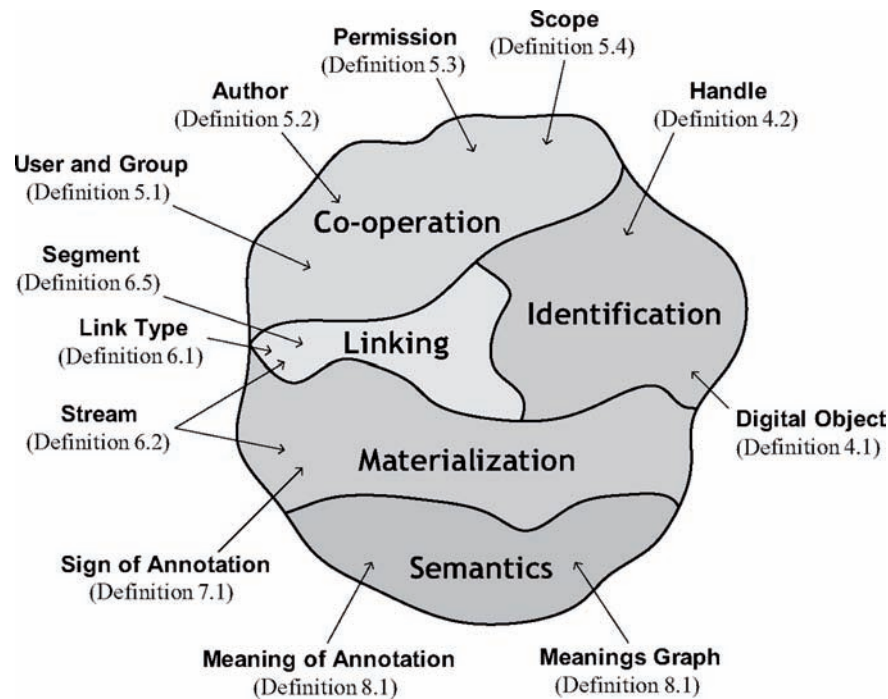 Scope
(Definition 5.4)
Permission
(Definition 5.3)
Handle
(Definition 4.2)
Author
(Definition 5.2)
User and Group
(Definition 5.1)
Co-operation
Segment
(Definition 6.5)
Identification
Link Type
(Definition 6.1)
Linking
Stream
(Definition 6.2)
Digital Object
(Definition 4.1)
Materialization
Sign of Annotation
(Definition 7.1)
Semantics
Meaning of Annotation
(Definition 8.1)
Meanings Graph
(Definition 8.1)